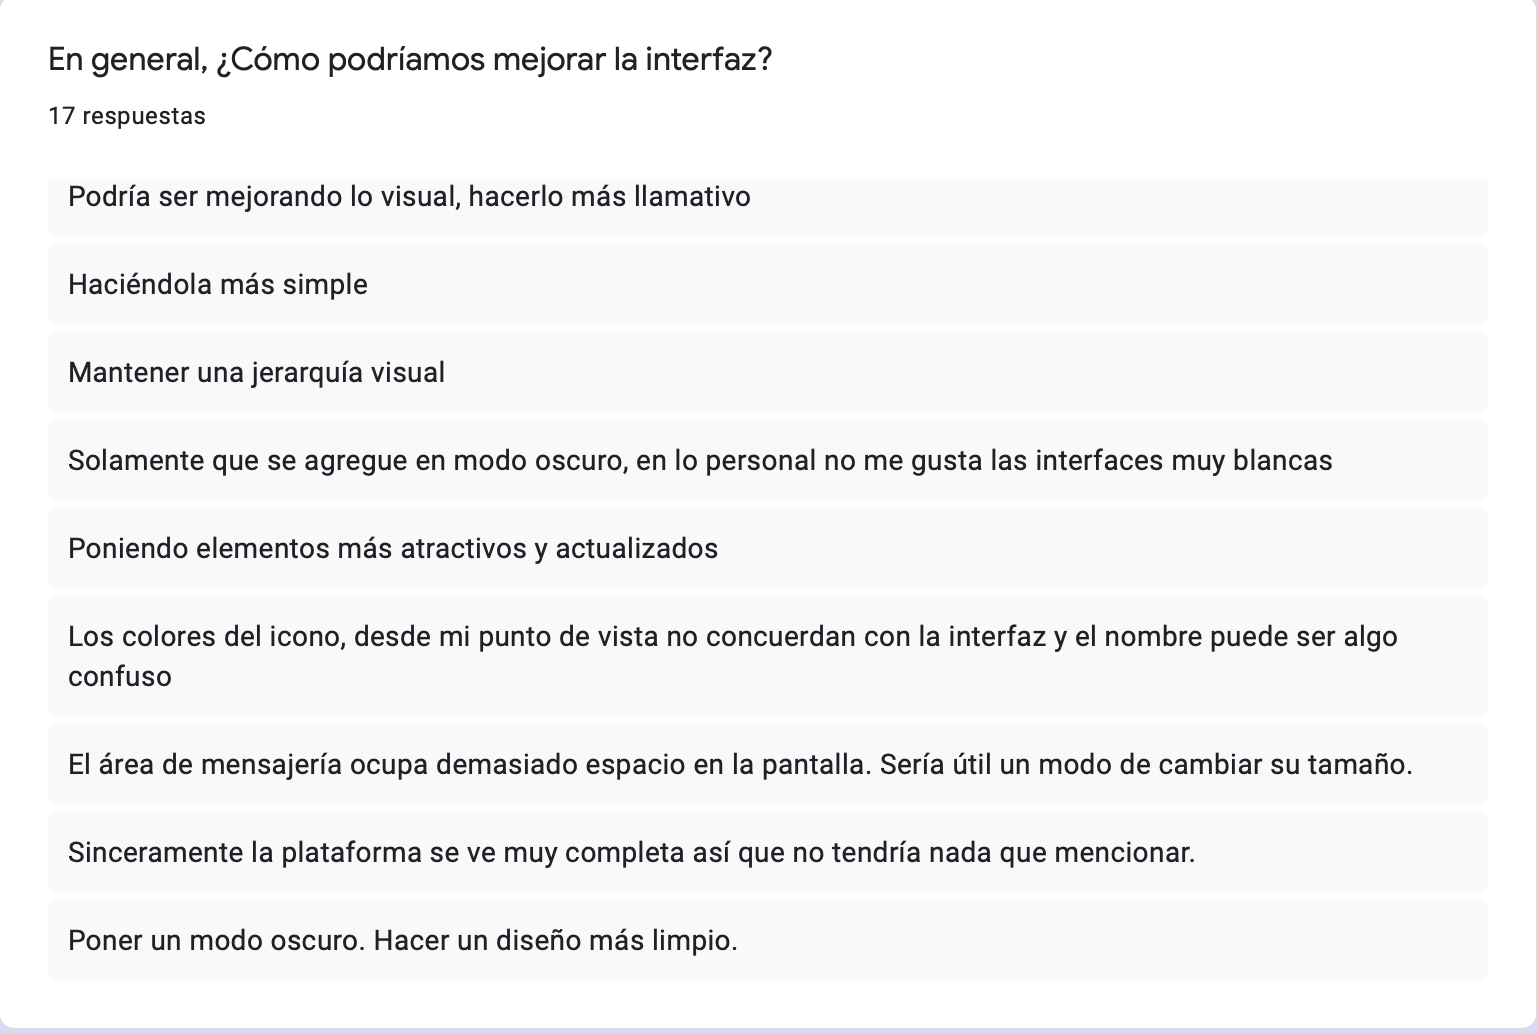 En general, ¿Cómo podríamos mejorar la interfaz?
17 respuestas
Podría ser mejorando lo visual, hacerlo más llamativo
Haciéndola más simple
Mantener una jerarquía visual
Solamente que se agregue en modo oscuro, en lo personal no me gusta las interfaces muy blancas
Poniendo elementos más atractivos y actualizados
Los colores del icono, desde mi punto de vista no concuerdan con la interfaz y el nombre puede ser algo
confuso
El área de mensajería ocupa demasiado espacio en la pantalla. Sería útil un modo de cambiar su tamaño.
Sinceramente la plataforma se ve muy completa así que no tendría nada que mencionar.
Poner un modo oscuro. Hacer un diseño más limpio.